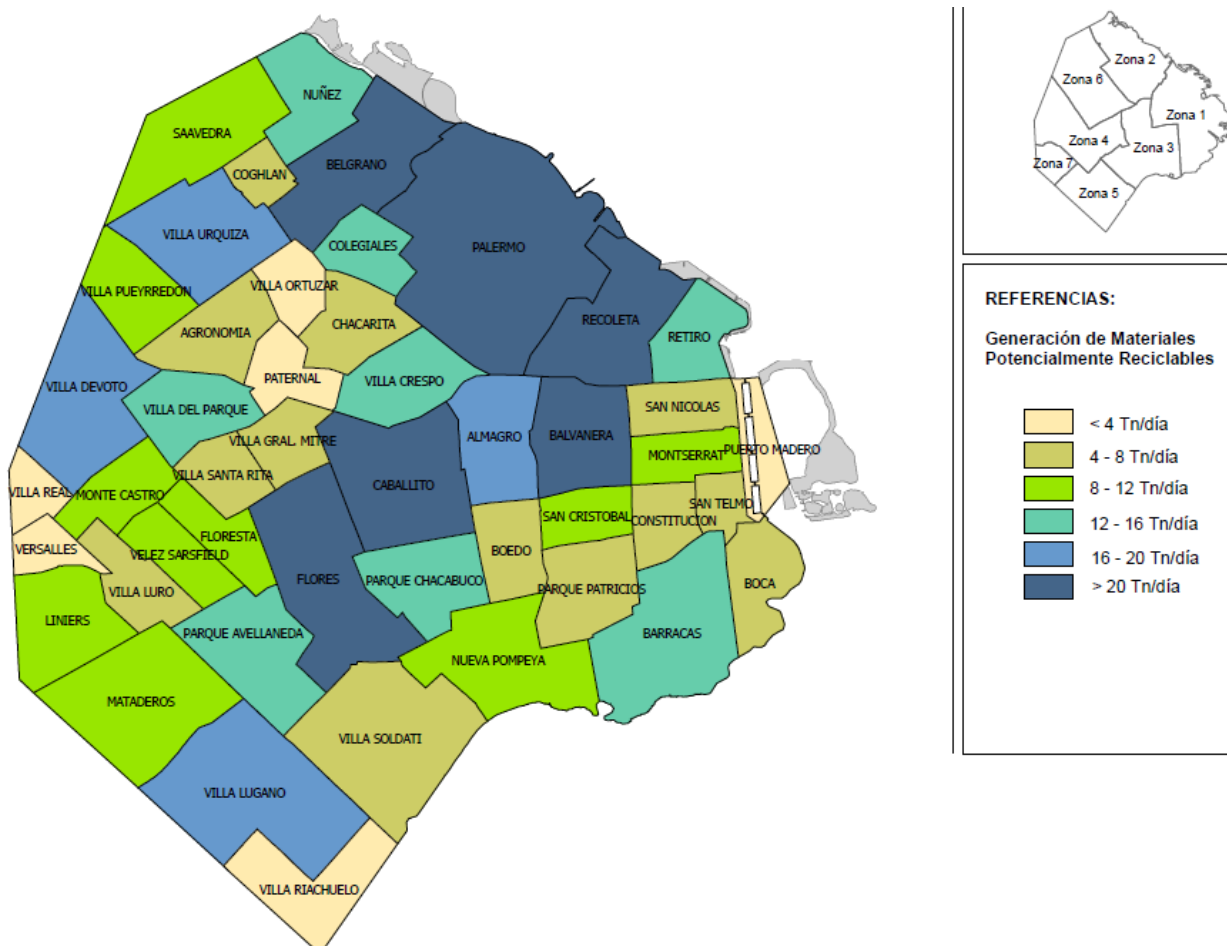 NUÑEZ
SAAVEDRA
BELGRANO
COGHLAN
VILLA URQUIZA
COLEGIALES
PALERMO
VILLA PUEYRREDON
VILLA ORTUZAR
RECOLETA
AGRONOMIA
CHACARITA
RETIRO
VILLA DEVOTO
PATERNAL
VILLA CRESPO
VILLA DEL PARQUE
SAN NICOLAS
VILLA GRAL. MITRE
ALMAGRO
BALVANERA
PUERTO MADERO
MONTSERRAT
VILLA SANTA RITA
CABALLITO
VILLA REAL
MONTE CASTRO
SAN TELMO
SAN CRISTOBAL
CONSTITUCION
FLORESTA
VERSALLES
VELEZ SARSFIELD
BOEDO
FLORES
PARQUE CHACABUCO
PARQUE PATRICIOS
BOCA
VILLA LURO
LINIERS
PARQUE AVELLANEDA
BARRACAS
NUEVA POMPEYA
MATADEROS
VILLA SOLDATI
VILLA LUGANO
VILLA RIACHUELO
Zona 2
Zona 6
Zona 1
Zona 4
Zona 3
Zona 7
Zona 5
REFERENCIAS:
Generación de Materiales
Potencialmente Reciclables
< 4 Tn/día
4 - 8 Tn/día
8 - 12 Tn/día
12 - 16 Tn/día
16 - 20 Tn/día
> 20 Tn/día